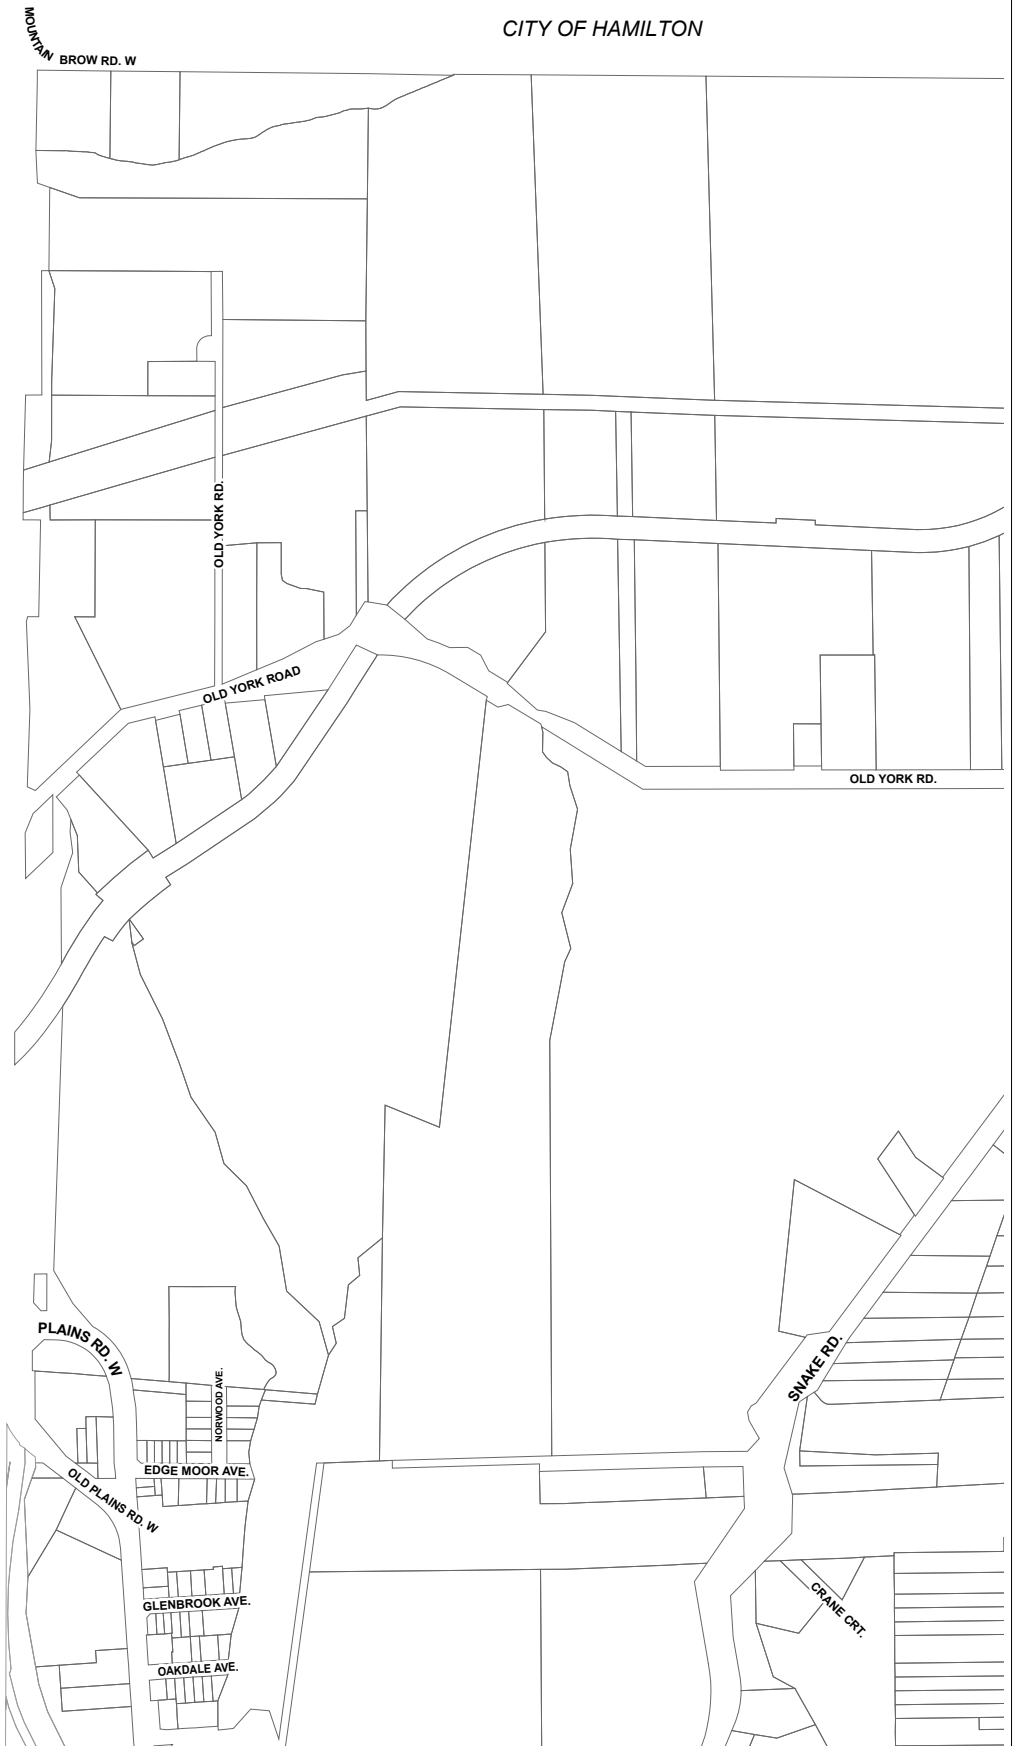 CITY OF HAMILTON
MOUNTAIN
BROW RD. W
OLD YORK RD.
OLD YORK ROAD
OLD YORK RD.
PLAINS RD. W
SNAKE RD.
NORWOOD AVE.
EDGE MOOR AVE.
OLD PLAINS RD. W
GLENBROOK AVE.
CRANE CRT.
OAKDALE AVE.